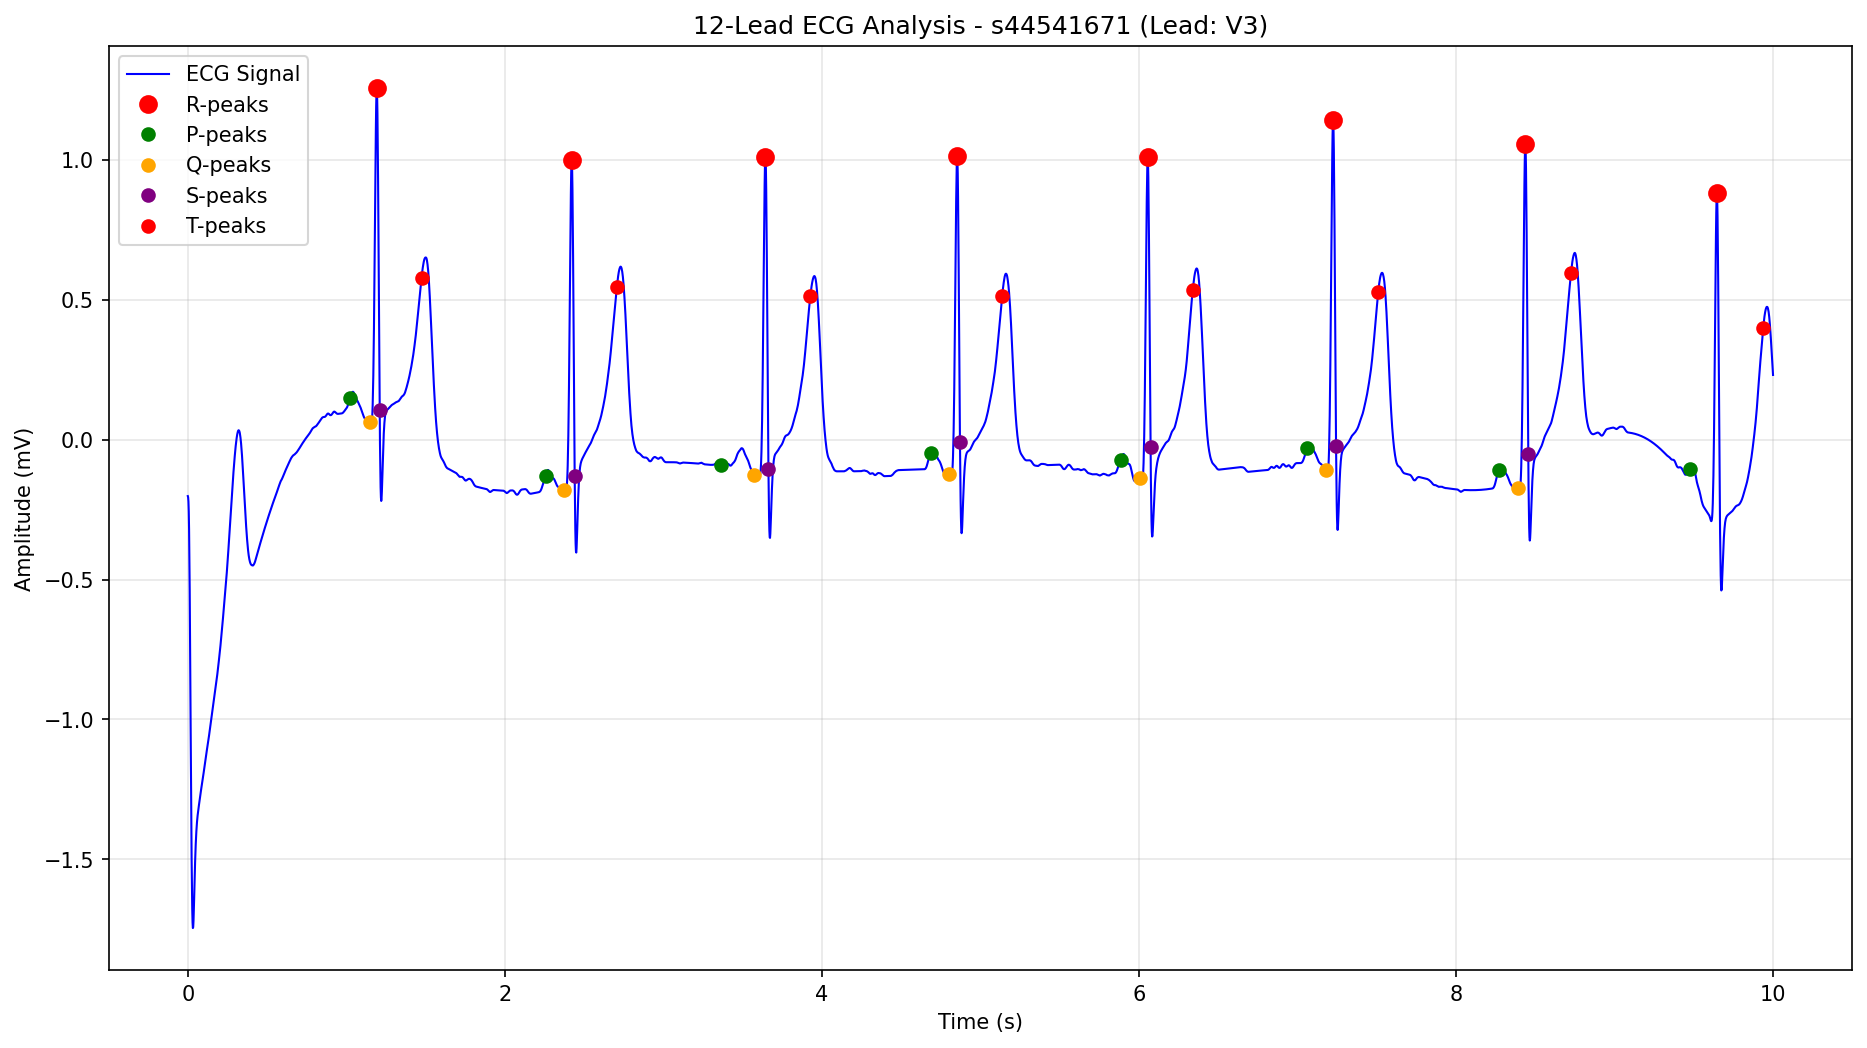 12-Lead ECG Analysis - s44541671 (Lead: V3)
ECG Signal
R-peaks
P-peaks
Q-peaks
S-peaks
T-peaks
Amplitude (mV)
1.0
0.5
0.0
−0.5
−1.0
−1.5
0 2 4 6 8 10
Time (s)